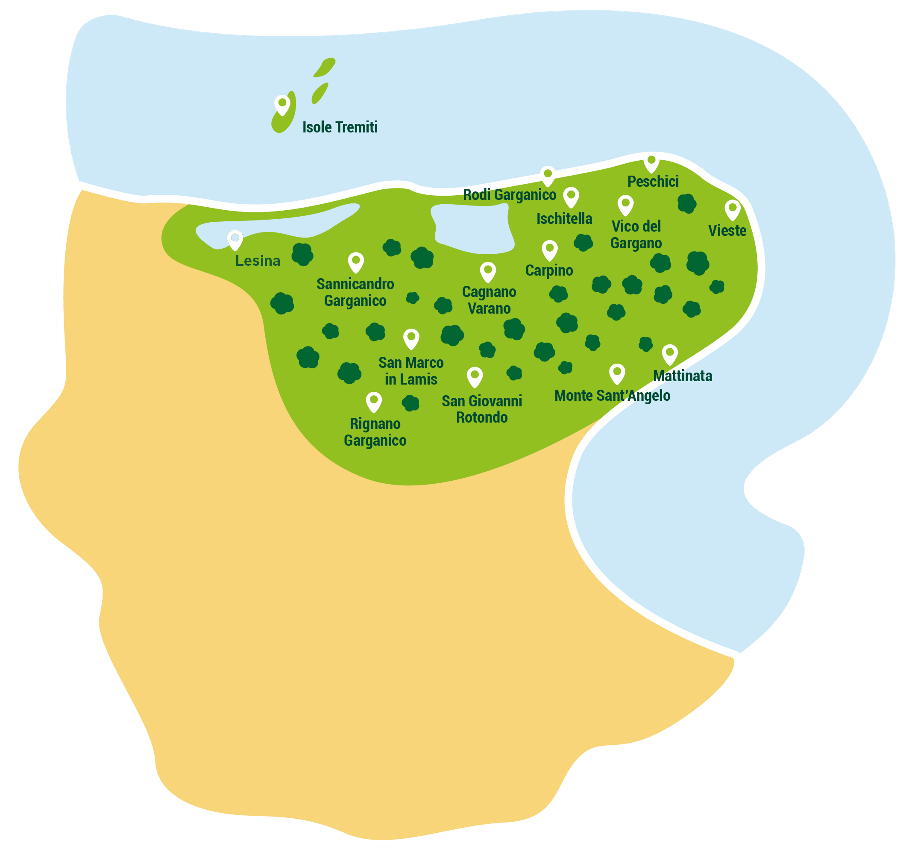 Isole Tremiti
Rodi Garganico
Peschici
Ischitella
Vico del
Gargano
Vieste
Lesina
Sannicandro
Garganico
Carpino
Cagnano
Varano
San Marco
in Lamis
Mattinata
Monte Sant'Angelo
San Giovanni
Rotondo
Rignano
Garganico